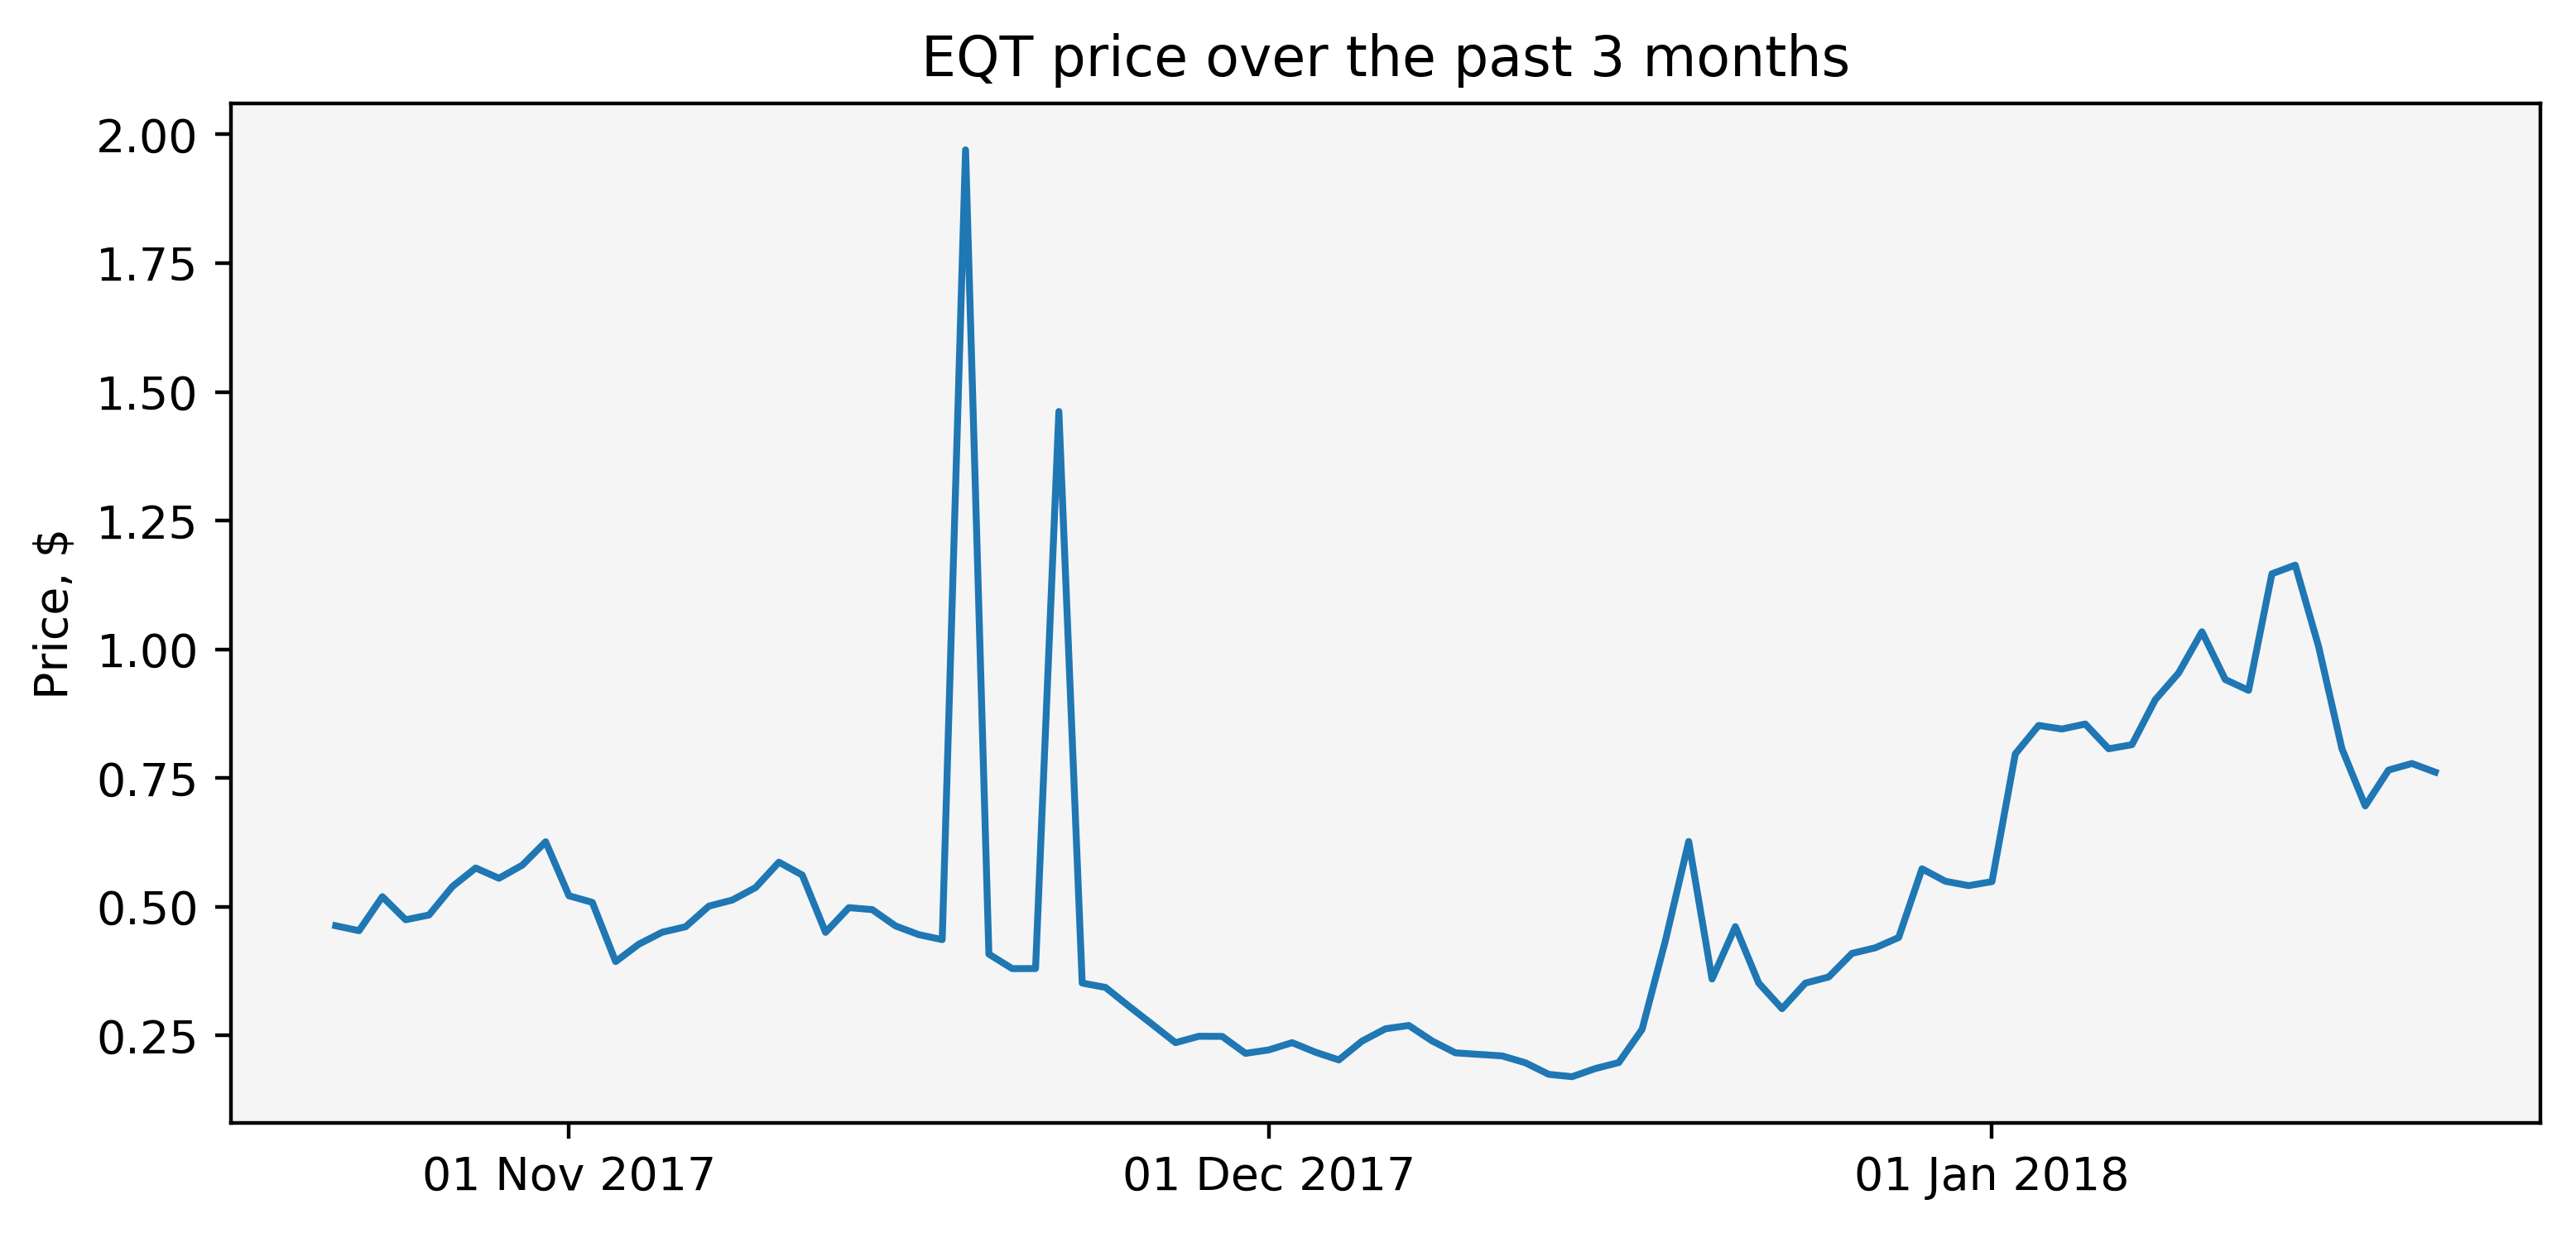 EQT price over the past 3 months
Price, $
2.00
1.75
1.50
1.25
1.00
0.75
0.50
0.25
01 Nov 2017
01 Dec 2017
01 Jan 2018